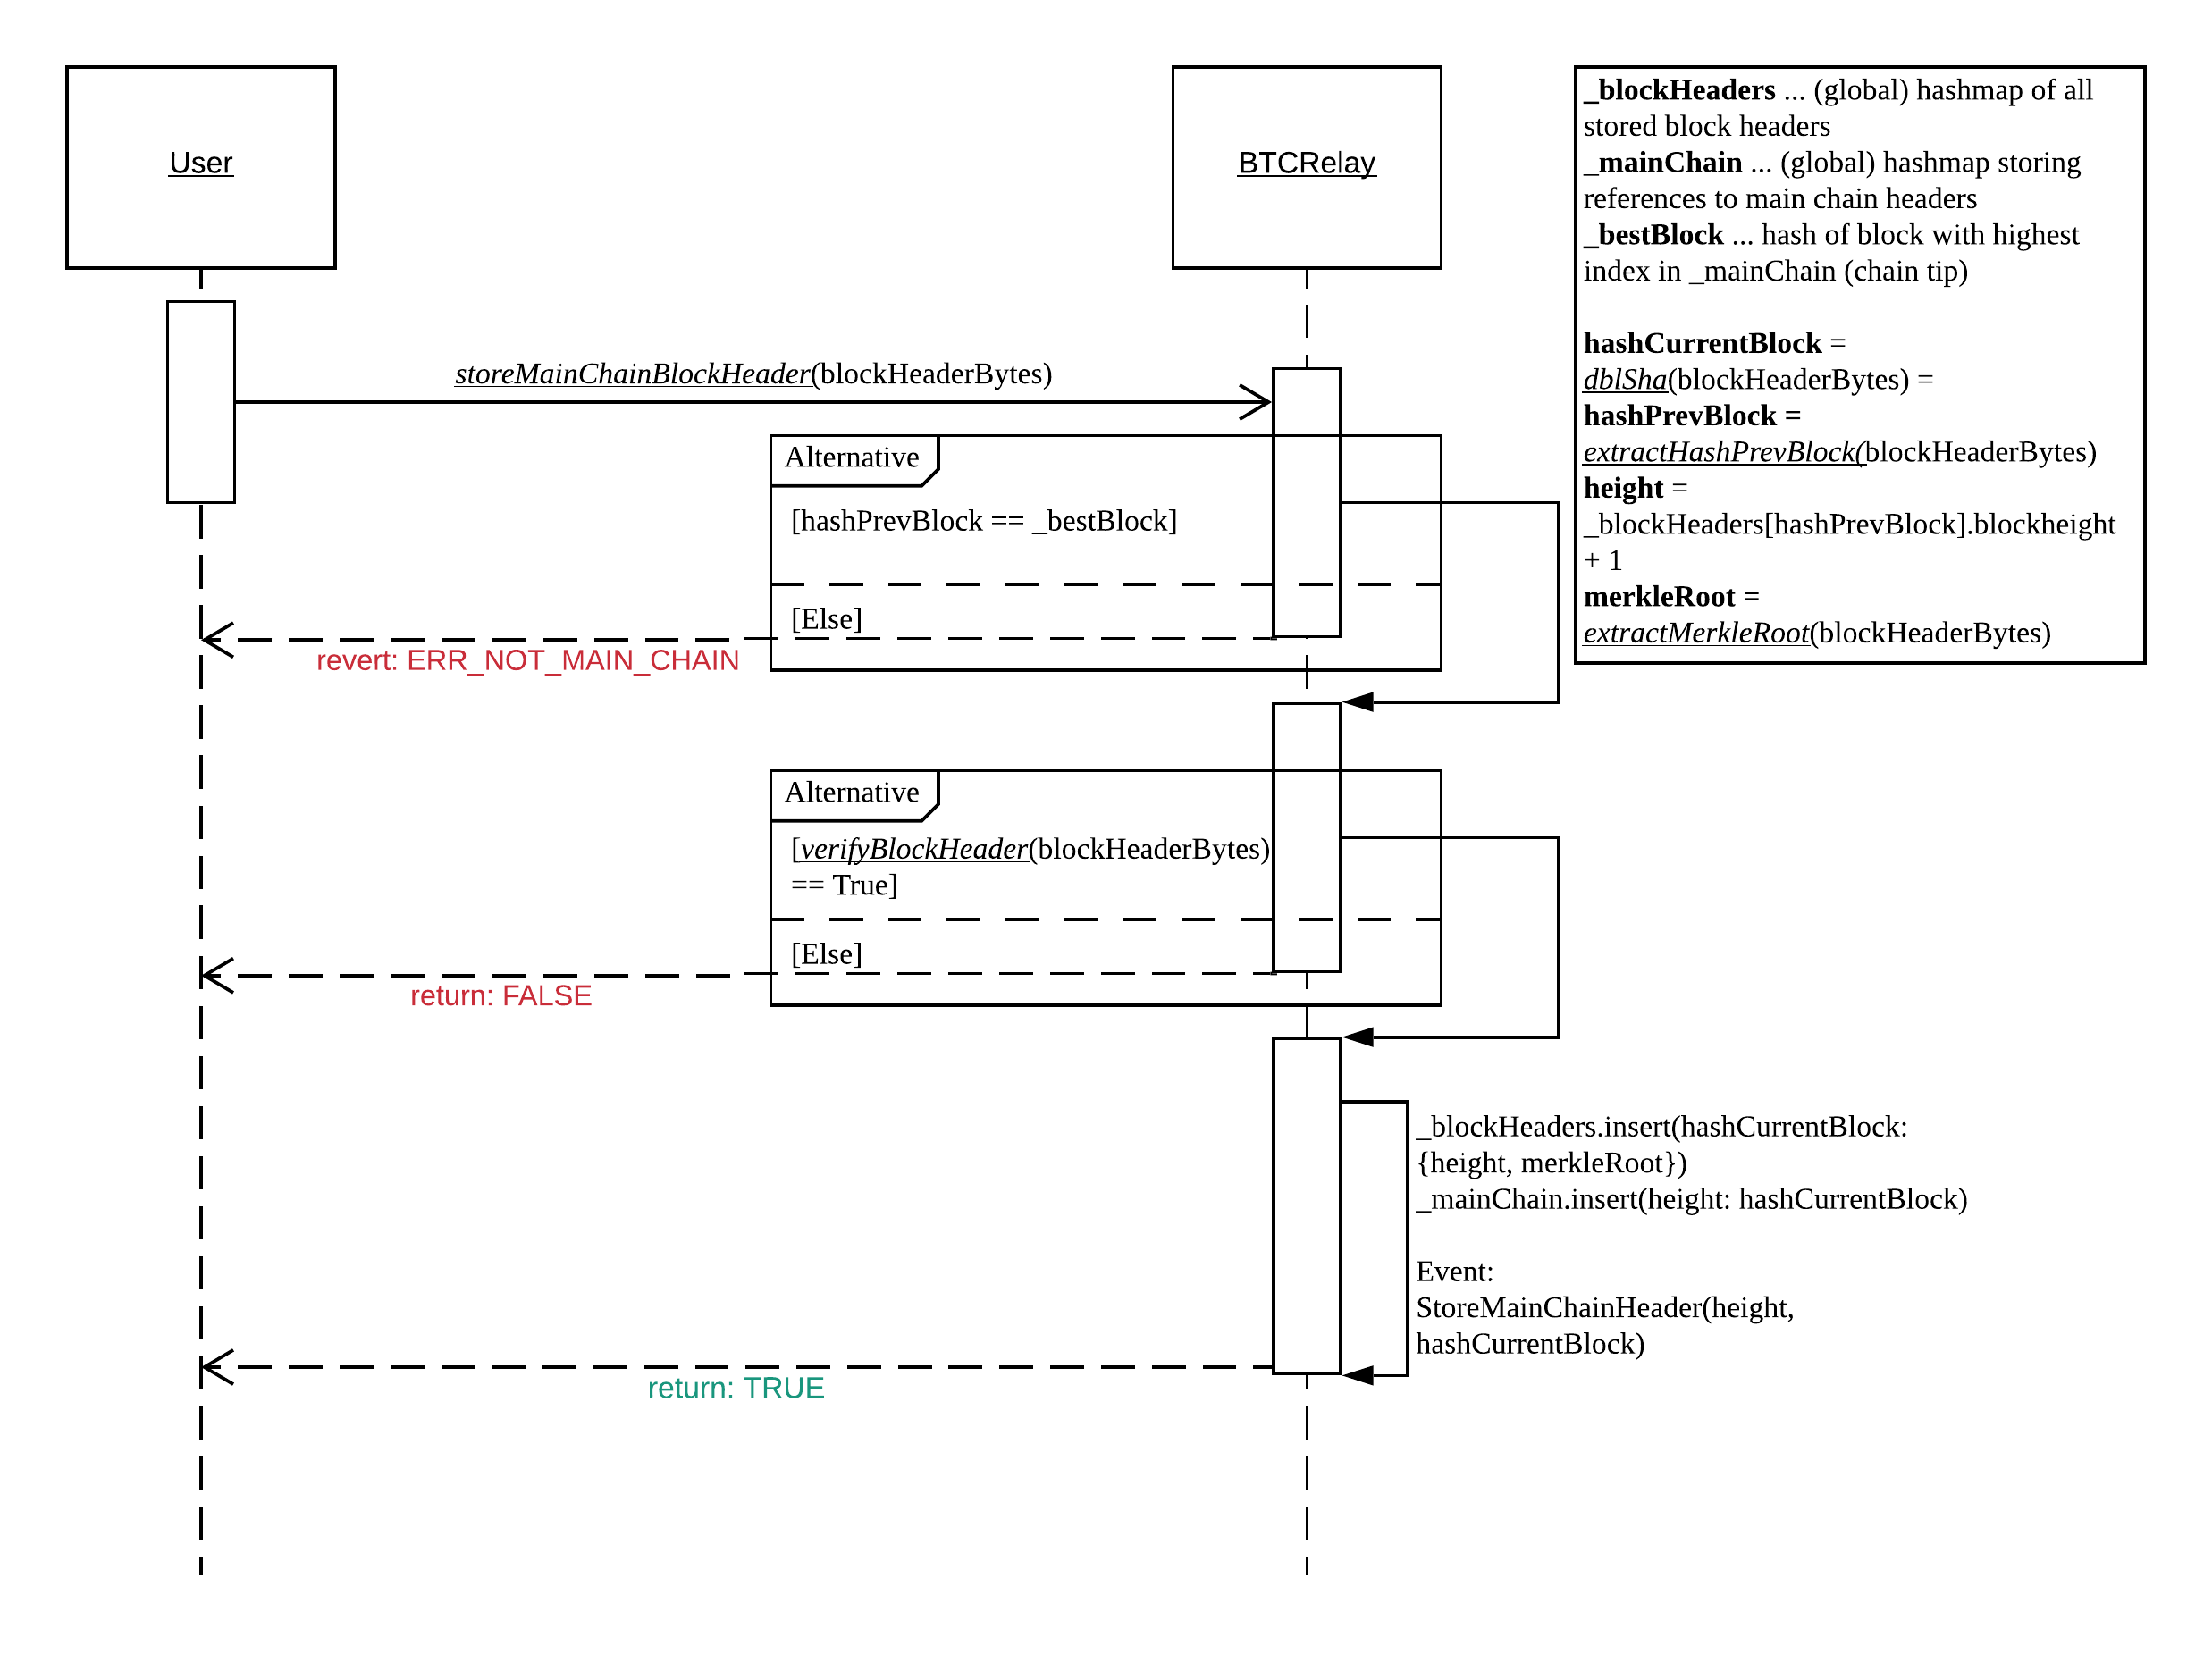 User
BTCRelay
_blockHeaders ... (global) hashmap of all
stored block headers
_mainChain ... (global) hashmap storing
references to main chain headers
_bestBlock ... hash of block with highest
index in _mainChain (chain tip)
hashCurrentBlock =
dblSha(blockHeaderBytes) =
hashPrevBlock =
extractHashPrevBlock(blockHeaderBytes)
height =
_blockHeaders[hashPrevBlock].blockheight
+ 1
merkleRoot =
extractMerkleRoot(blockHeaderBytes)
storeMainChainBlockHeader(blockHeaderBytes)
Alternative
[hashPrevBlock == _bestBlock]
[Else]
revert: ERR_NOT_MAIN_CHAIN
Alternative
[verifyBlockHeader(blockHeaderBytes)
== True]
[Else]
return: FALSE
_blockHeaders.insert(hashCurrentBlock:
{height, merkleRoot})
_mainChain.insert(height: hashCurrentBlock)
Event:
StoreMainChainHeader(height,
hashCurrentBlock)
return: TRUE